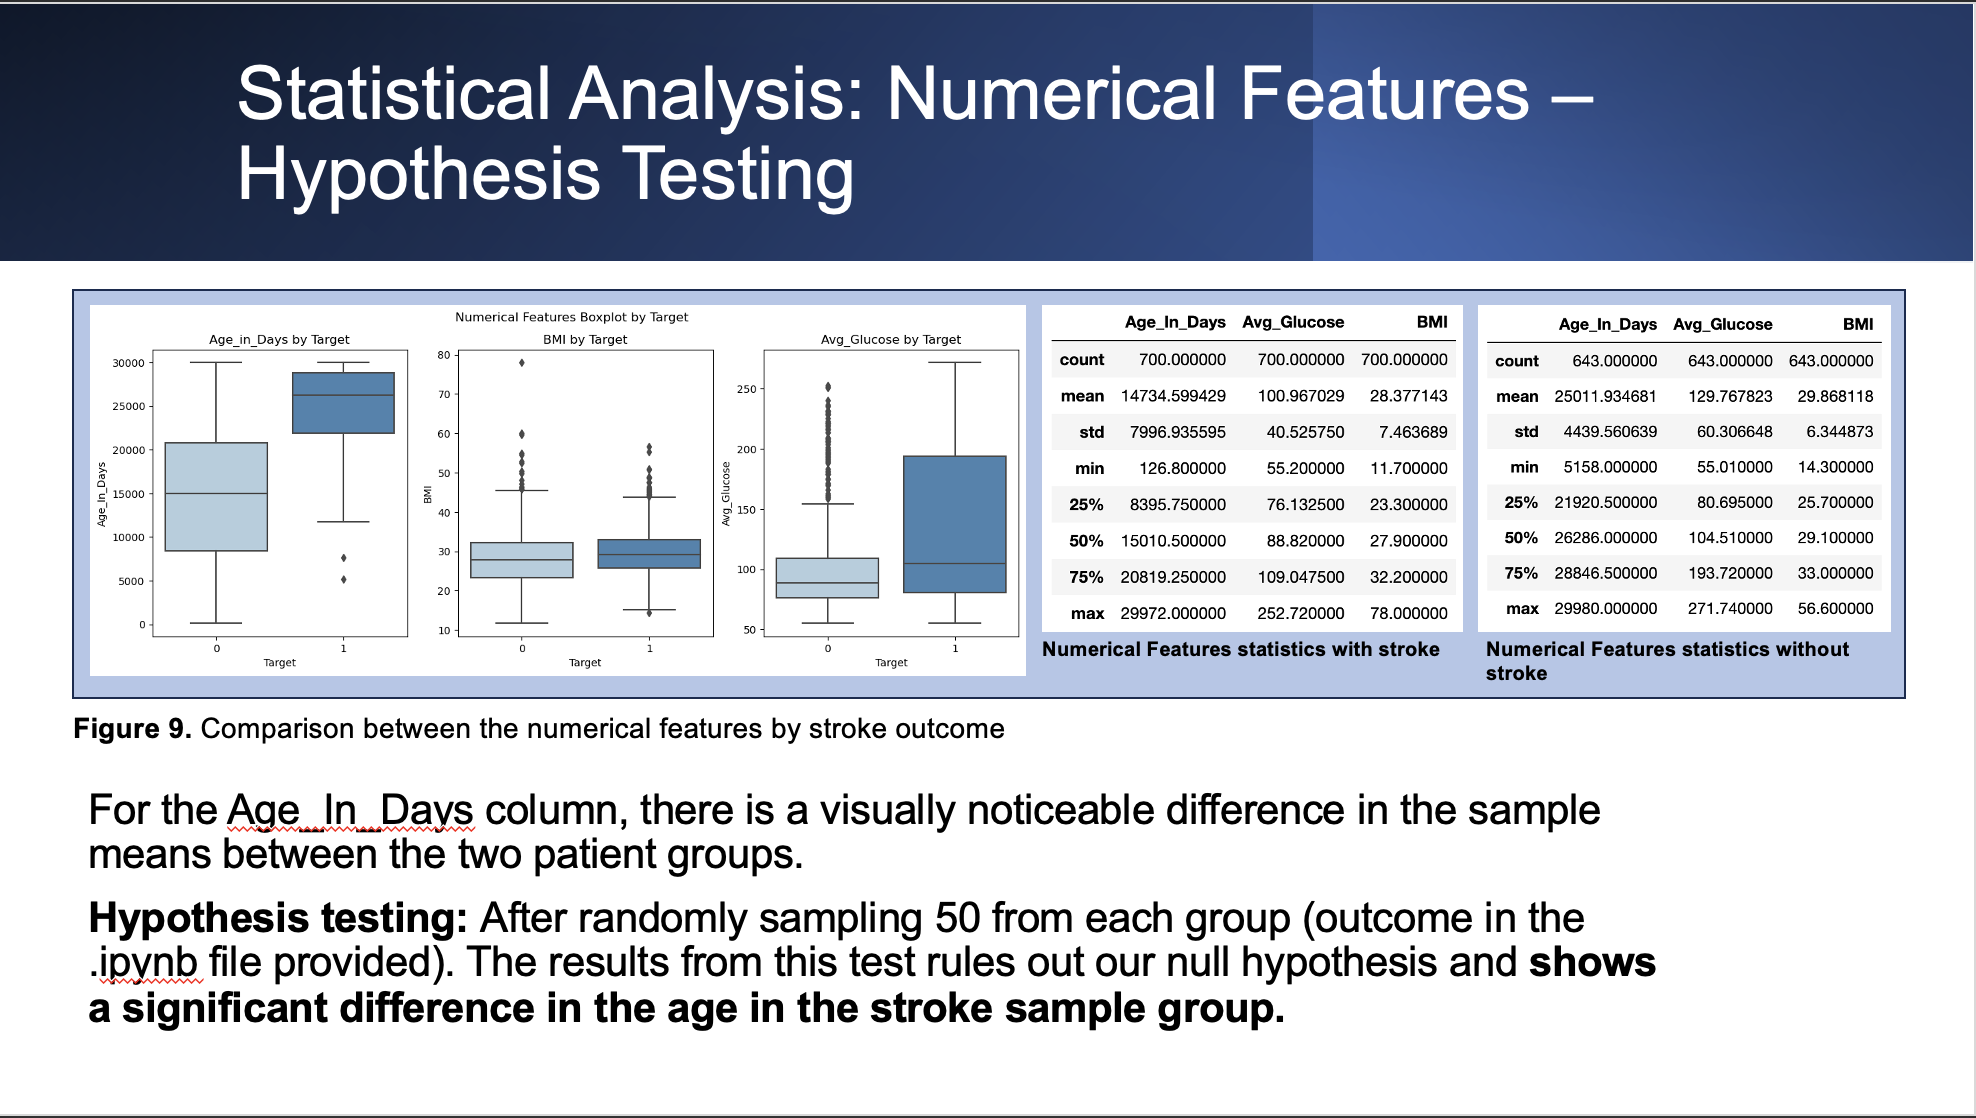 Statistical Analysis: Numerical Features –
Hypothesis Testing
Numerical Features Boxplot by Target
Age_in_Days by Target
Age_In_Days
30000
25000
20000
15000
10000
5000
0
0 1
Target
BMI by Target
BMI
80
70
60
50
40
30
20
10
0 1
Target
Avg_Glucose by Target
Avg_Glucose
250
200
150
100
50
0 1
Target
Age_In_Days Avg_Glucose BMI
count 700.000000 700.000000 700.000000
mean 14734.599429 100.967029 28.377143
std 7996.935595 40.525750 7.463689
min 126.800000 55.200000 11.700000
25% 8395.750000 76.132500 23.300000
50% 15010.500000 88.820000 27.900000
75% 20819.250000 109.047500 32.200000
max 29972.000000 252.720000 78.000000
Numerical Features statistics with stroke
Age_In_Days Avg_Glucose BMI
count 643.000000 643.000000 643.000000
mean 25011.934681 129.767823 29.868118
std 4439.560639 60.306648 6.344873
min 5158.000000 55.010000 14.300000
25% 21920.500000 80.695000 25.700000
50% 26286.000000 104.510000 29.100000
75% 28846.500000 193.720000 33.000000
max 29980.000000 271.740000 56.600000
Numerical Features statistics without
stroke
Figure 9. Comparison between the numerical features by stroke outcome
For the Age_In_Days column, there is a visually noticeable difference in the sample
means between the two patient groups.
Hypothesis testing: After randomly sampling 50 from each group (outcome in the
.ipynb file provided). The results from this test rules out our null hypothesis and shows
a significant difference in the age in the stroke sample group.